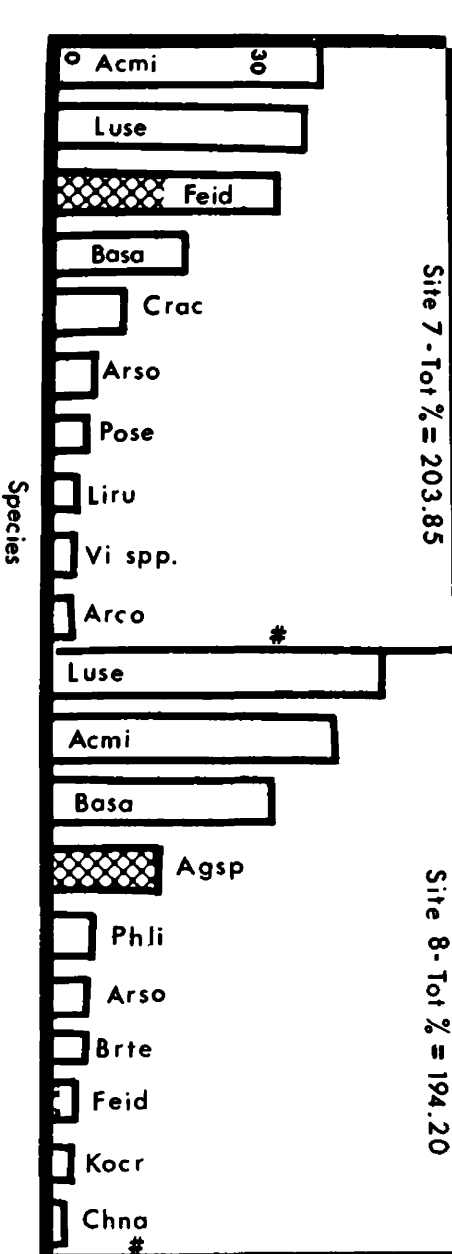 0 Acmi 30
Luse
Feid
Basa
Crac
Arso
Pose
Liru
Vi spp.
Arco
#
Site 7 - Tot % = 203.85
Species
Luse
Acmi
Basa
Agsp
Phli
Arso
Brte
Feid
Kocr
Chna
#
Site 8 - Tot % = 194.20